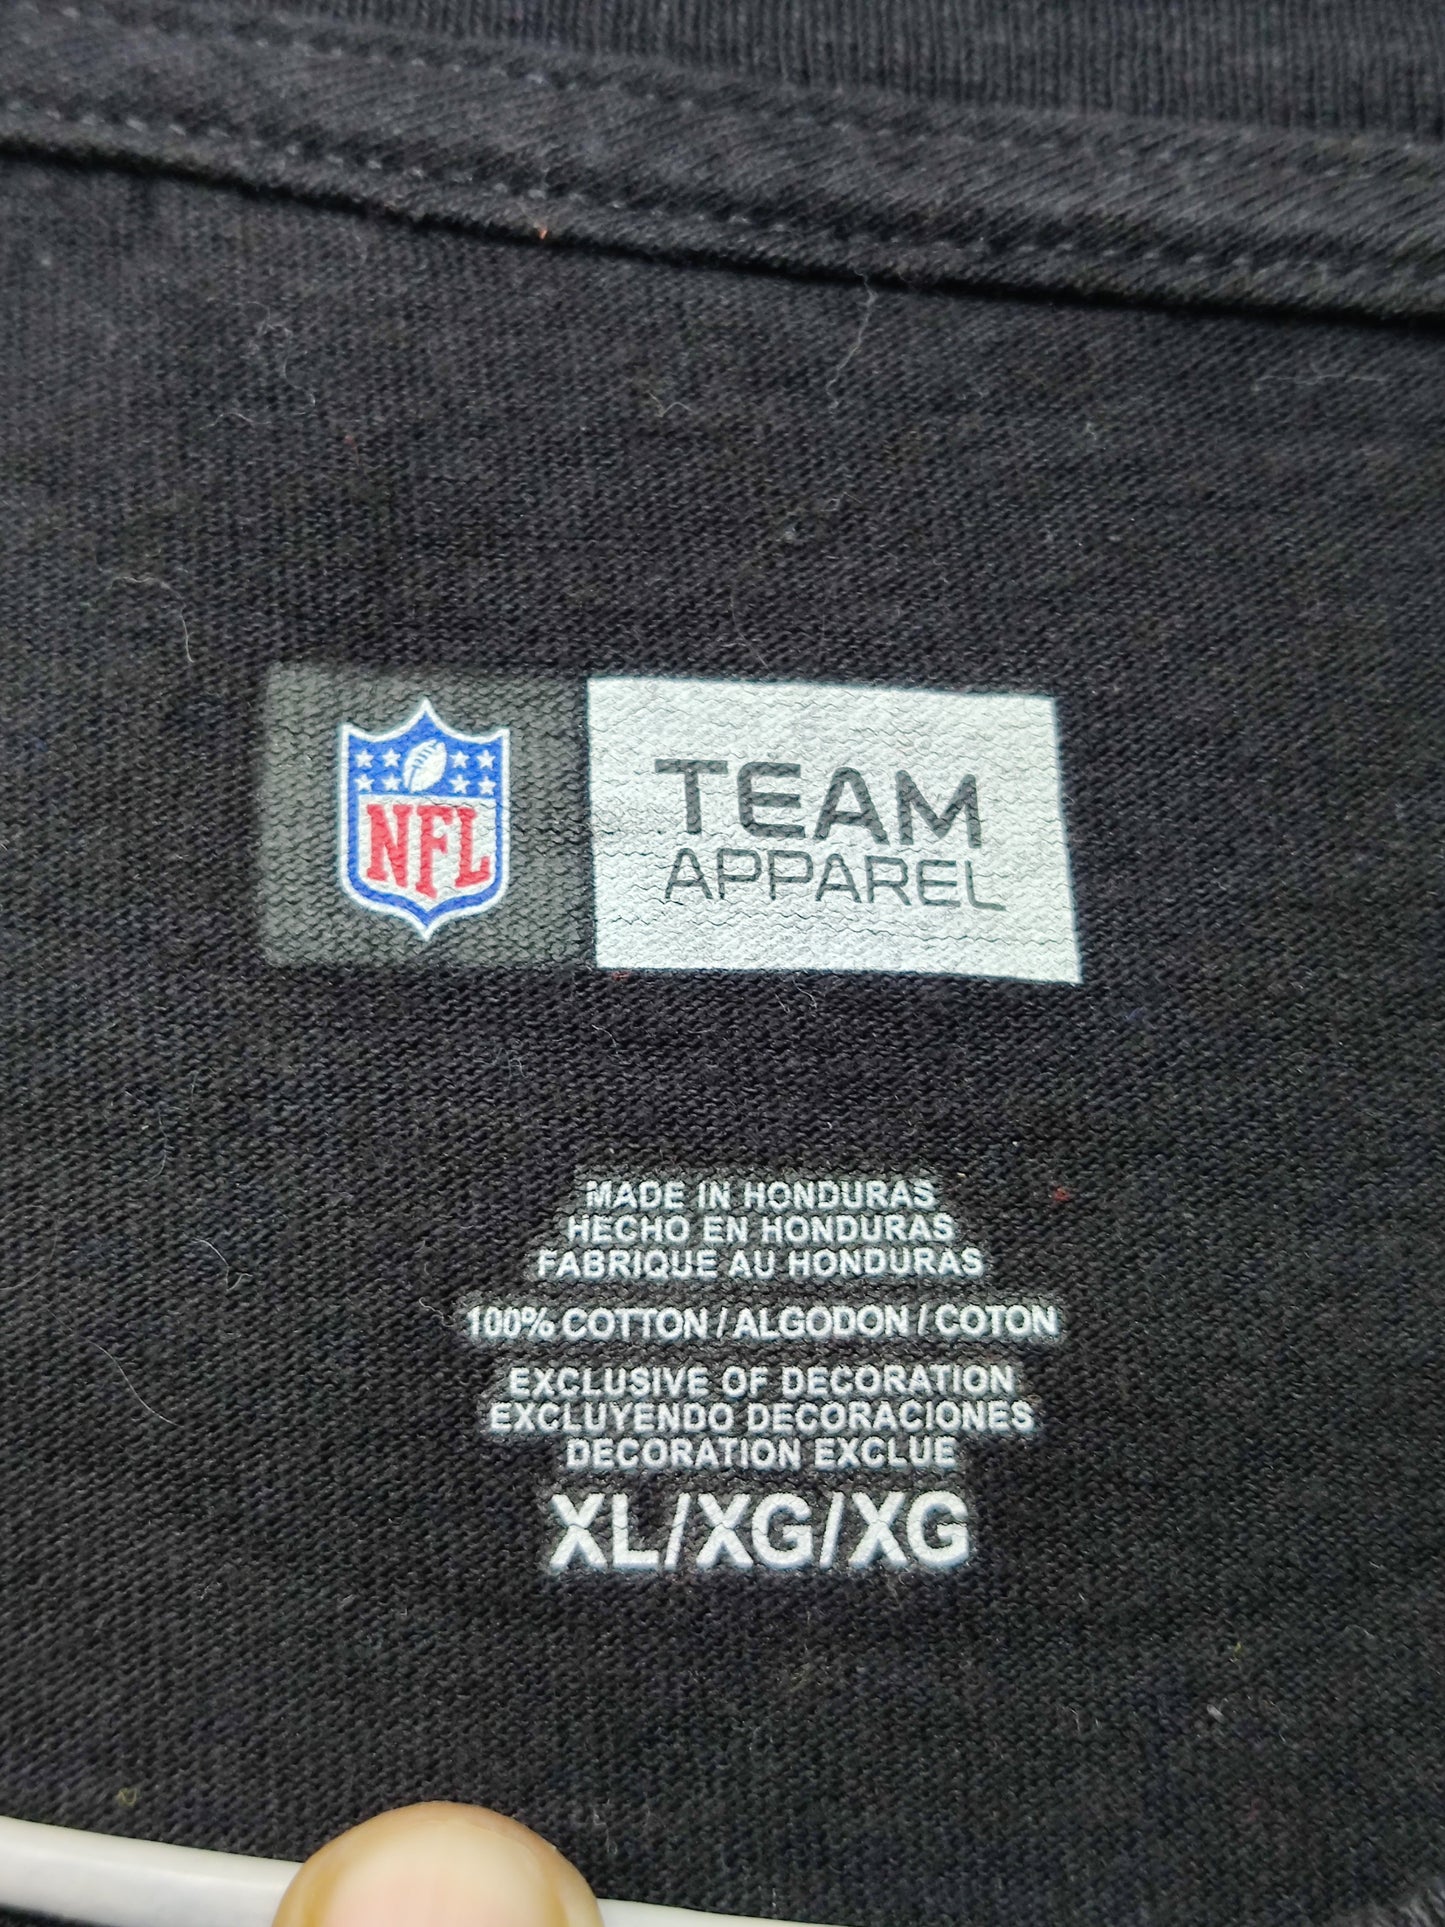 NFL
TEAM
APPAREL
MADE IN HONDURAS
HECHO EN HONDURAS
FABRIQUE AU HONDURAS
100% COTTON / ALGODON / COTON
EXCLUSIVE OF DECORATION
EXCLUYENDO DECORACIONES
DECORATION EXCLUE
XL/XG/XG